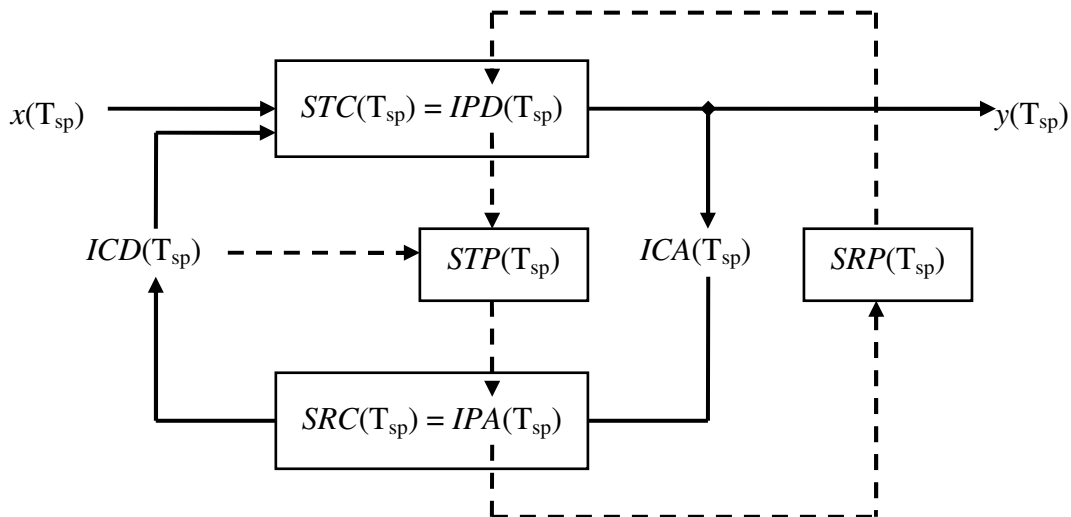 x(Tsp)
STC(Tsp) = IPD(Tsp)
y(Tsp)
ICD(Tsp)
STP(Tsp)
ICA(Tsp)
SRP(Tsp)
SRC(Tsp) = IPA(Tsp)